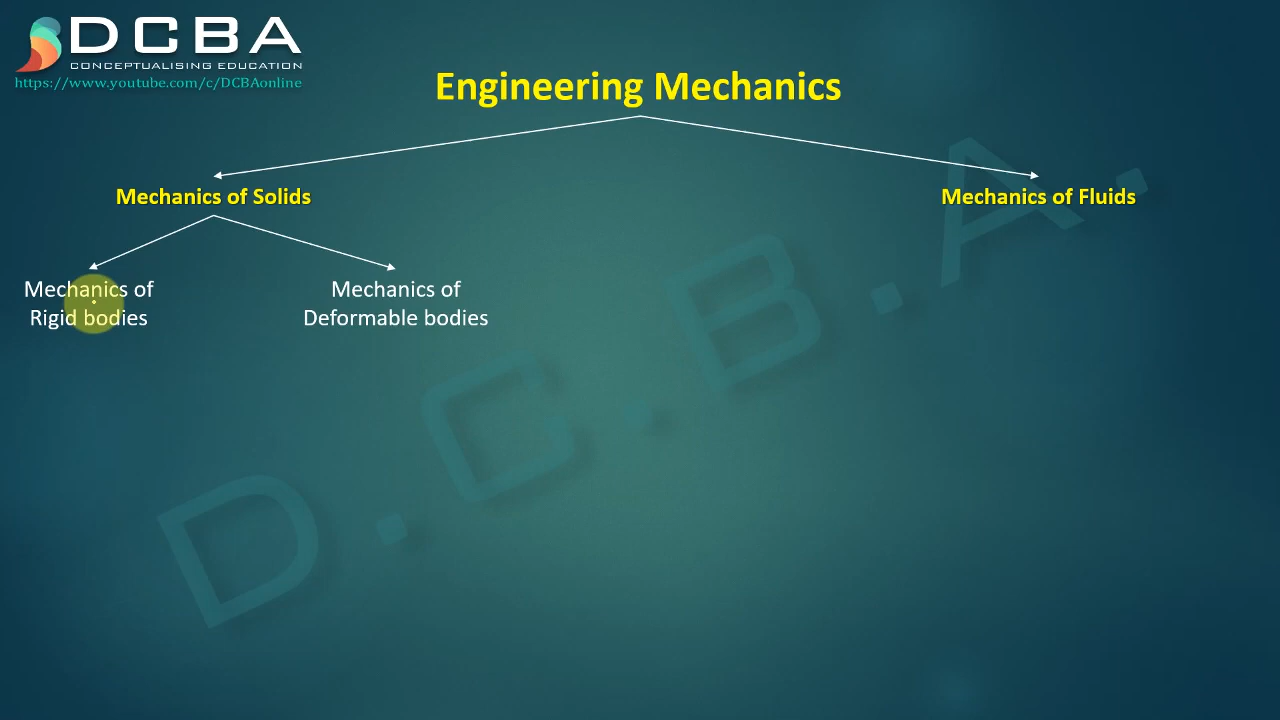 DCBA
CONCEPTUALISING EDUCATION
https://www.youtube.com/c/DCBAonline
Engineering Mechanics
Mechanics of Solids
Mechanics of Fluids
Mechanics of
Rigid bodies
Mechanics of
Deformable bodies
D.C.B.A.